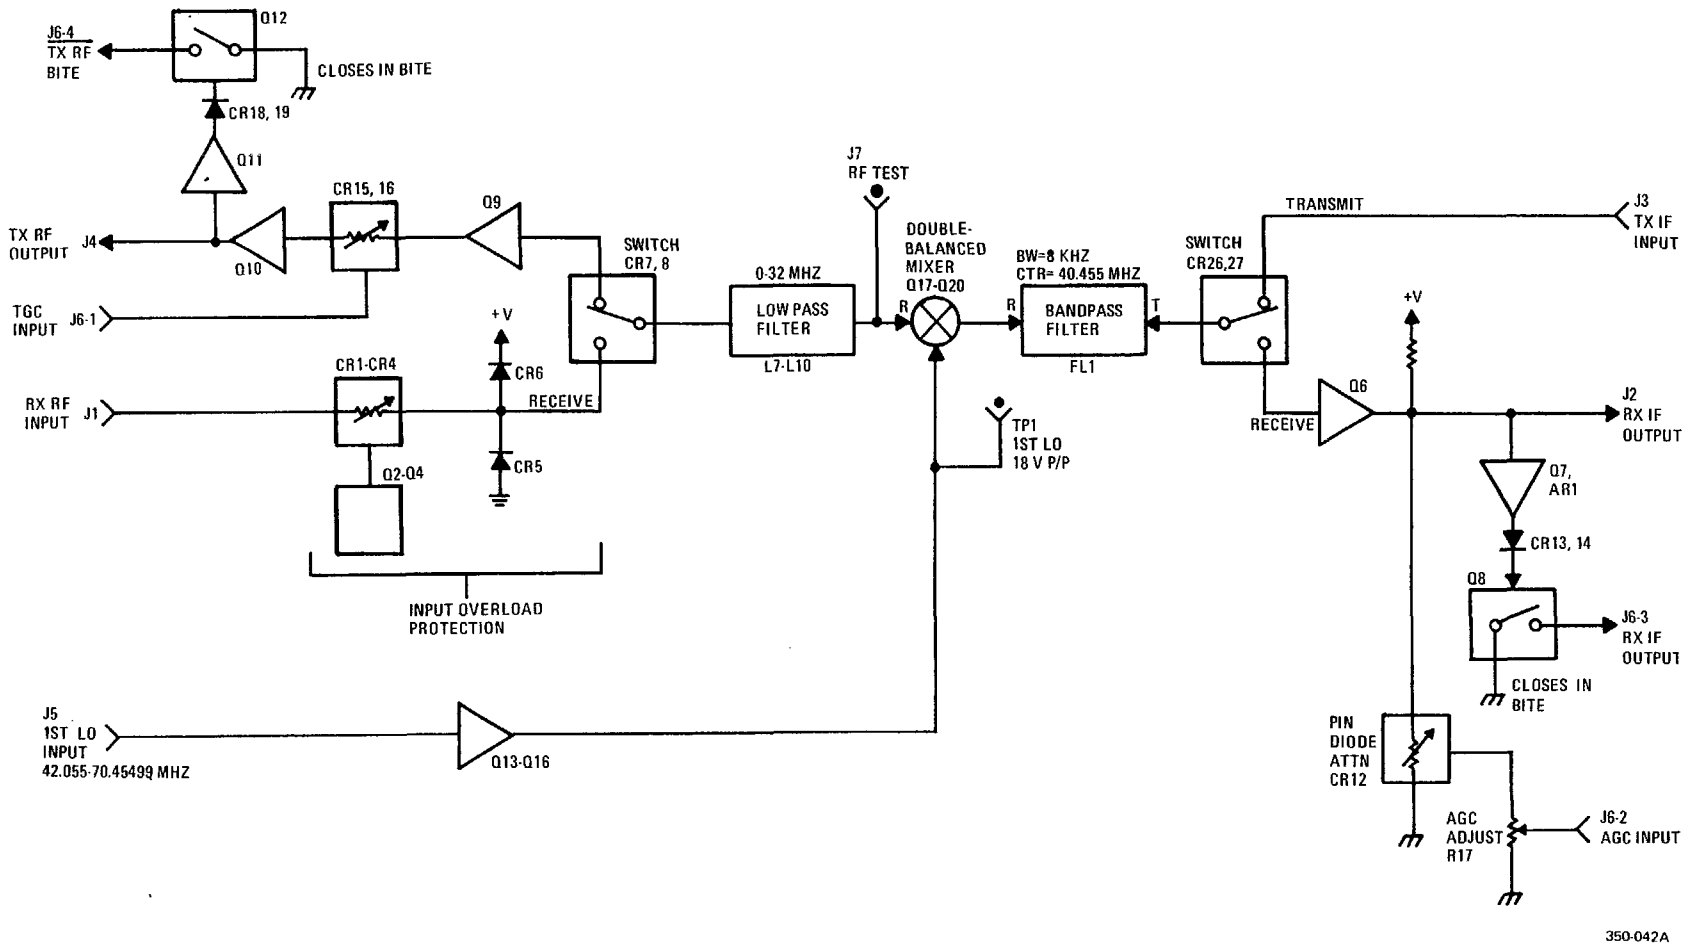 J6-4
TX RF
BITE
Q12
CLOSES IN BITE
CR18, 19
Q11
CR15, 16
Q9
TX RF
OUTPUT
J4
Q10
TGC
INPUT
J6-1
SWITCH
CR7, 8
+V
CR1-CR4
CR6
RX RF
INPUT
J1
RECEIVE
CR5
Q2-Q4
INPUT OVERLOAD
PROTECTION
0-32 MHZ
LOW PASS
FILTER
L7-L10
J7
RF TEST
DOUBLE-
BALANCED
MIXER
Q17-Q20
R
BW=8 KHZ
CTR= 40.455 MHZ
R
BANDPASS
FILTER
T
FL1
TP1
1ST LO
18 V P/P
SWITCH
CR26,27
TRANSMIT
J3
TX IF
INPUT
+V
RECEIVE
Q6
J2
RX IF
OUTPUT
Q7,
AR1
CR13, 14
Q8
J6-3
RX IF
OUTPUT
CLOSES IN
BITE
J5
1ST LO
INPUT
42.055-70.45499 MHZ
Q13-Q16
PIN
DIODE
ATTN
CR12
AGC
ADJUST
R17
J6-2
AGC INPUT
350-042A